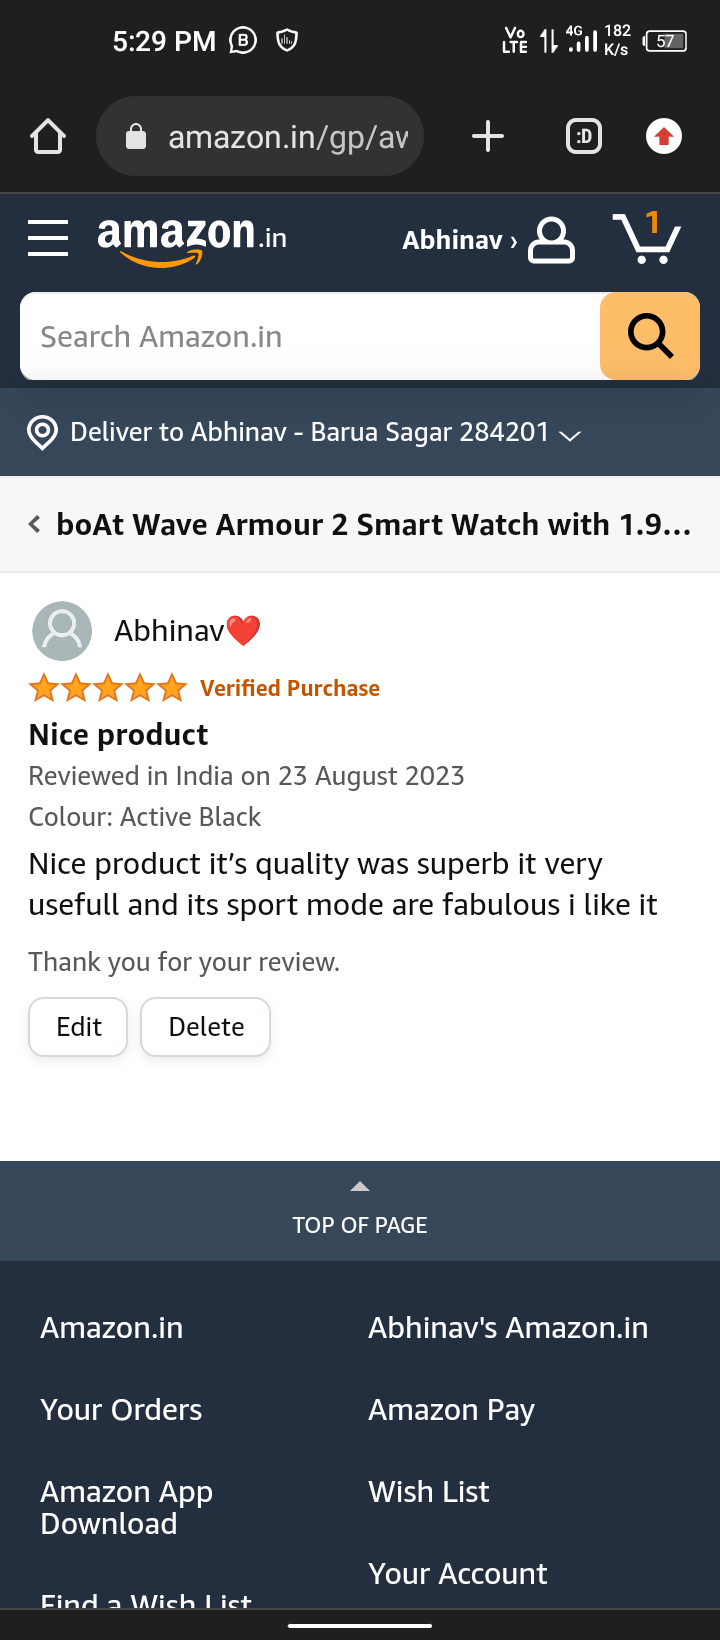 5:29 PM B Vo LTE 4G 182 K/s 57
amazon.in/gp/av :D
amazon.in Abhinav › 1
Search Amazon.in
Deliver to Abhinav - Barua Sagar 284201
boAt Wave Armour 2 Smart Watch with 1.9...
Abhinav❤️
Verified Purchase
Nice product
Reviewed in India on 23 August 2023
Colour: Active Black
Nice product it’s quality was superb it very
usefull and its sport mode are fabulous i like it
Thank you for your review.
Edit Delete
TOP OF PAGE
Amazon.in Abhinav's Amazon.in
Your Orders Amazon Pay
Amazon App Wish List
Download
Your Account
Find a Wish List